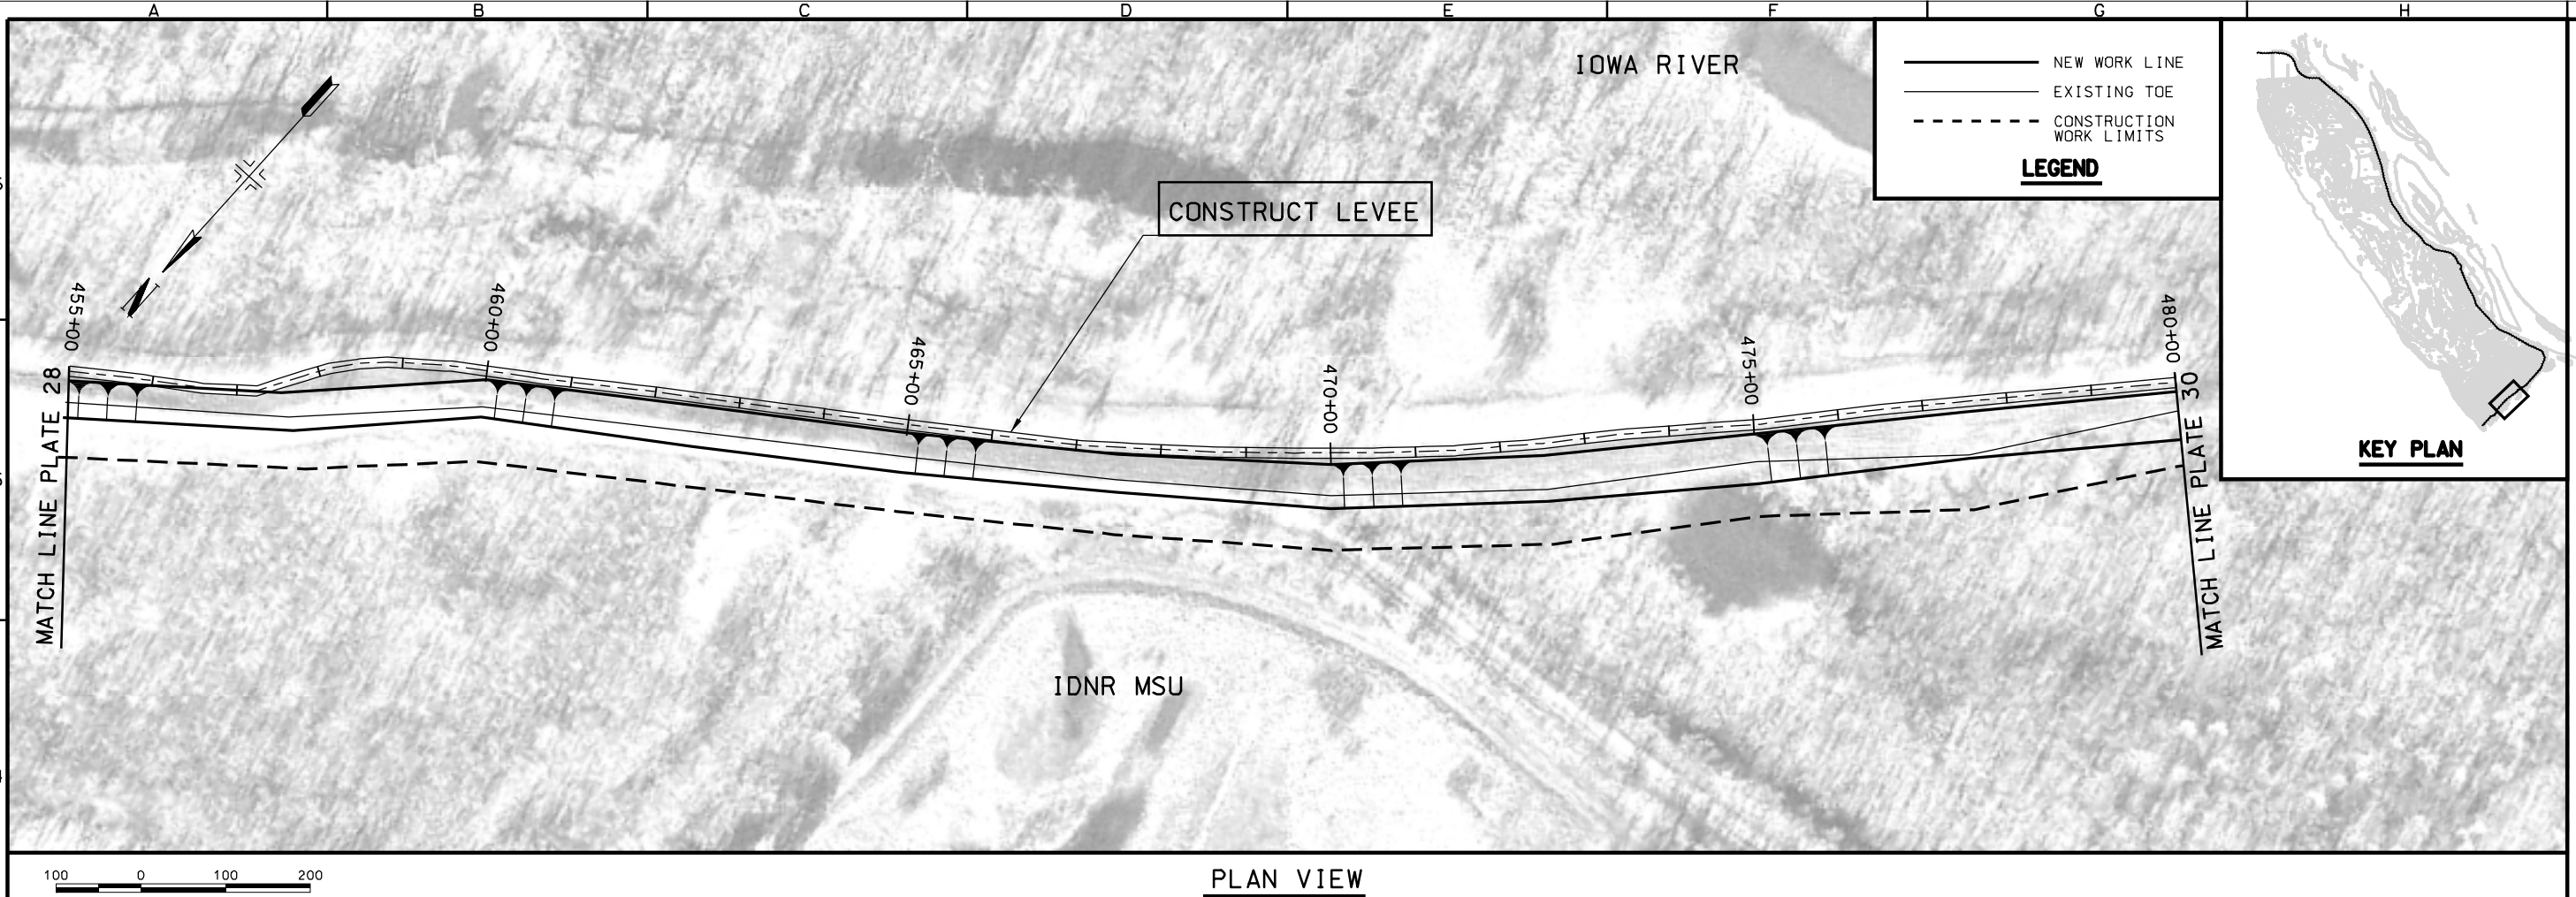 A B C D E F G H
IOWA RIVER
NEW WORK LINE
EXISTING TOE
CONSTRUCTION
WORK LIMITS
LEGEND
KEY PLAN
CONSTRUCT LEVEE
N
455+00
460+00
465+00
470+00
475+00
480+00
MATCH LINE PLATE 28
MATCH LINE PLATE 30
IDNR MSU
100 0 100 200
PLAN VIEW